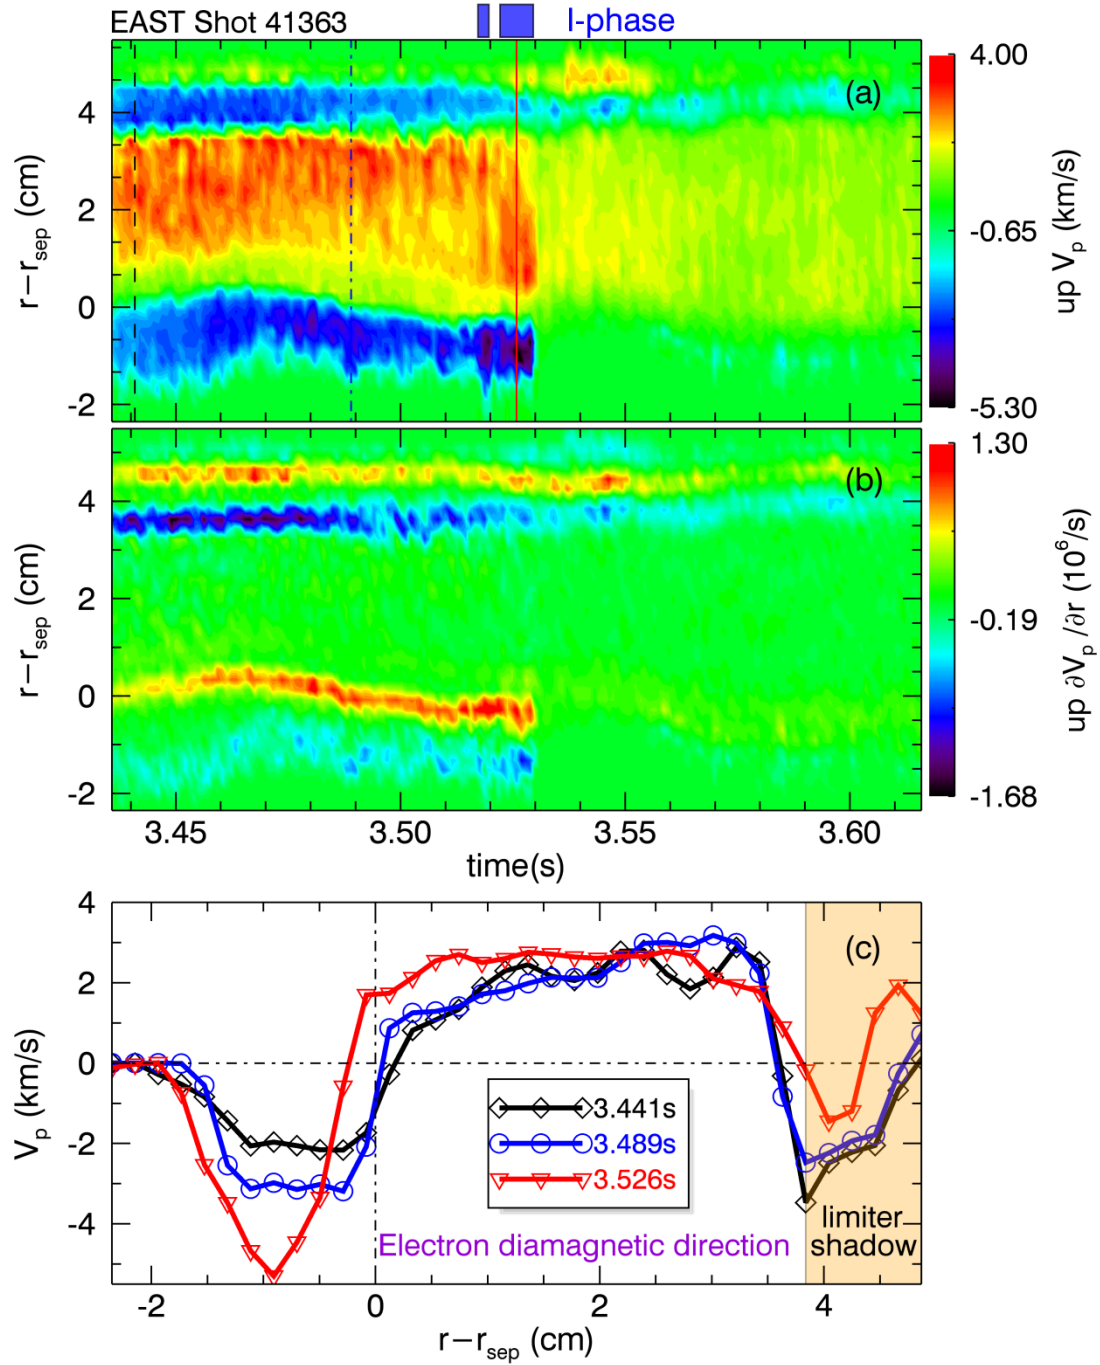 EAST Shot 41363
I-phase
(a)
4
2
0
-2
r−r_sep (cm)
4.00
-0.65
-5.30
up V_p (km/s)
(b)
4
2
0
-2
r−r_sep (cm)
1.30
-0.19
-1.68
up ∂V_p/∂r (10^6/s)
3.45 3.50 3.55 3.60
time(s)
(c)
4
2
0
-2
-4
V_p (km/s)
3.441s
3.489s
3.526s
Electron diamagnetic direction
limiter
shadow
-2 0 2 4
r−r_sep (cm)